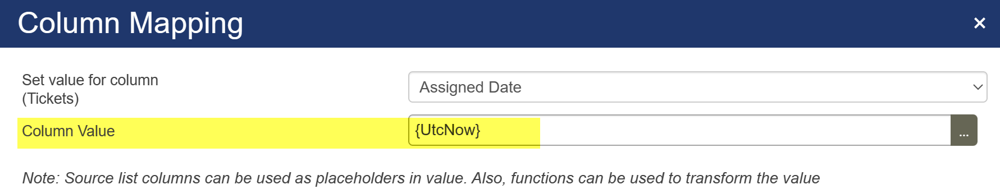 Column Mapping
×
Set value for column
(Tickets)
Assigned Date
Column Value
{UtcNow}
...
Note: Source list columns can be used as placeholders in value. Also, functions can be used to transform the value